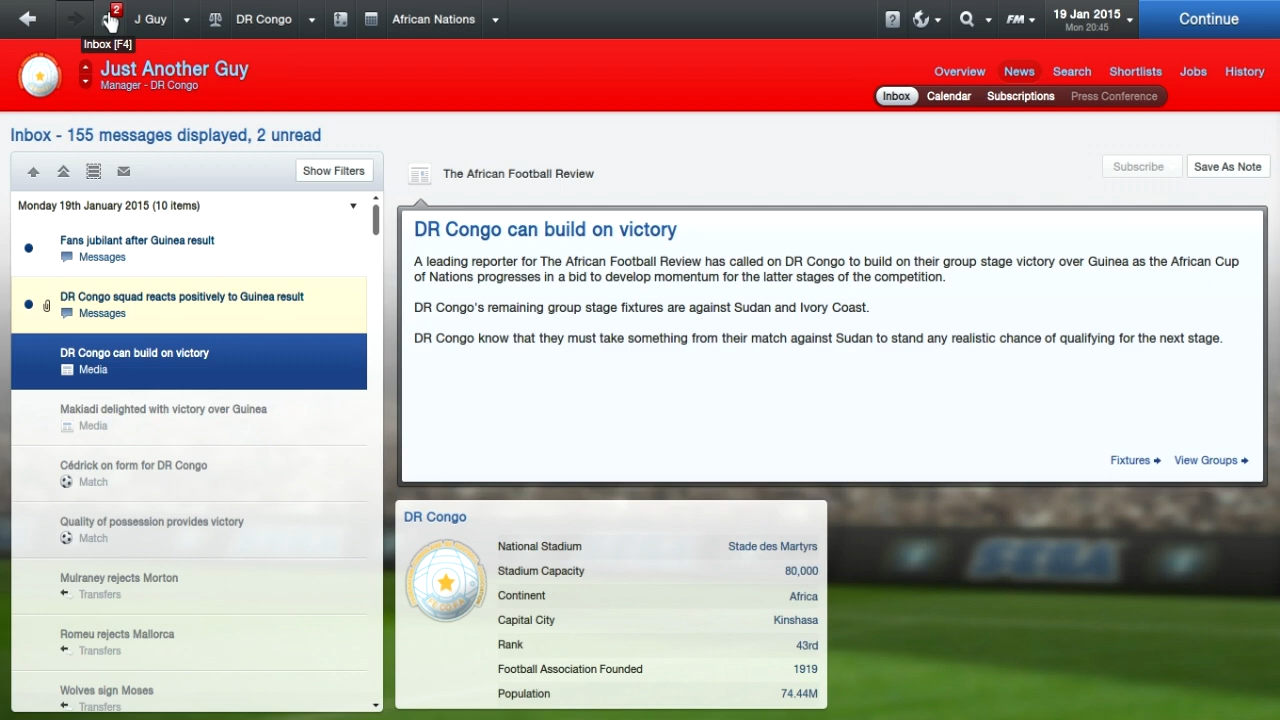 2
J Guy
DR Congo
African Nations
?
FM
19 Jan 2015
Mon 20:45
Continue
Inbox [F4]
Just Another Guy
Manager - DR Congo
Overview
News
Search
Shortlists
Jobs
History
Inbox
Calendar
Subscriptions
Press Conference
Inbox - 155 messages displayed, 2 unread
Show Filters
Monday 19th January 2015 (10 items)
Fans jubilant after Guinea result
Messages
DR Congo squad reacts positively to Guinea result
Messages
DR Congo can build on victory
Media
Makiadi delighted with victory over Guinea
Media
Cédrick on form for DR Congo
Match
Quality of possession provides victory
Match
Mulraney rejects Morton
Transfers
Romeu rejects Mallorca
Transfers
Wolves sign Moses
Transfers
The African Football Review
Subscribe
Save As Note
DR Congo can build on victory
A leading reporter for The African Football Review has called on DR Congo to build on their group stage victory over Guinea as the African Cup
of Nations progresses in a bid to develop momentum for the latter stages of the competition.
DR Congo's remaining group stage fixtures are against Sudan and Ivory Coast.
DR Congo know that they must take something from their match against Sudan to stand any realistic chance of qualifying for the next stage.
Fixtures
View Groups
DR Congo
National Stadium Stade des Martyrs
Stadium Capacity 80,000
Continent Africa
Capital City Kinshasa
Rank 43rd
Football Association Founded 1919
Population 74.44M
SEGA